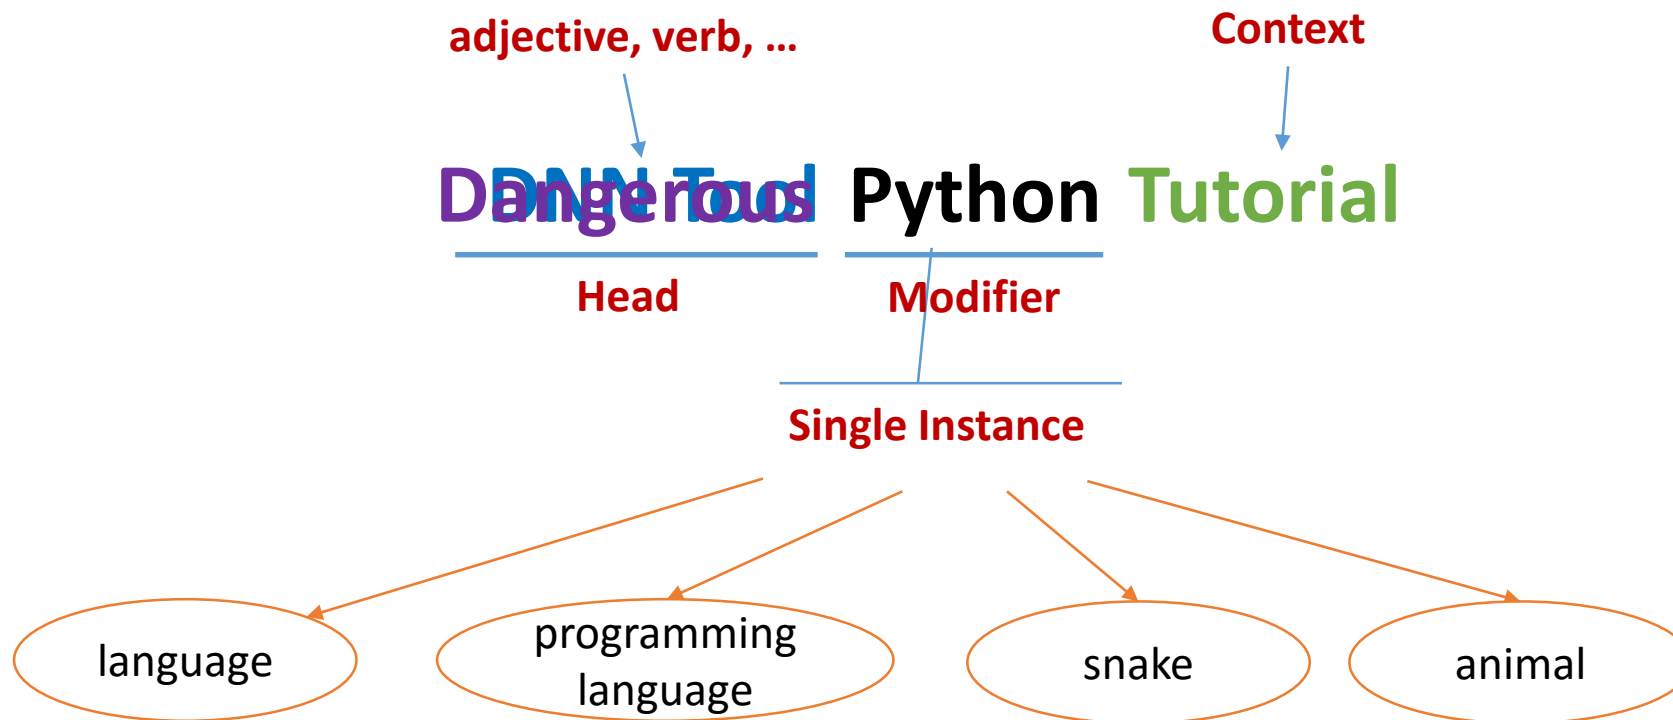 adjective, verb, ...
Context
Dangerous DNN Tool Python Tutorial
Head
Modifier
Single Instance
language
programming
language
snake
animal